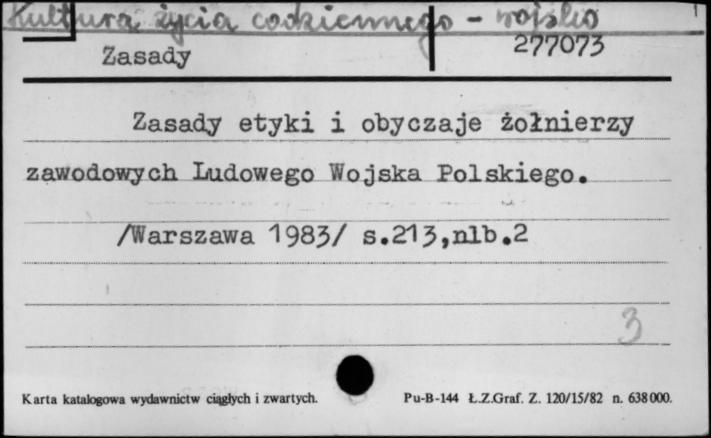 Kultura życia codziennego - wojsko
Zasady
277073
Zasady etyki i obyczaje żołnierzy
zawodowych Ludowego Wojska Polskiego.
/Warszawa 1983/ s.213,nlb.2
3
Karta katalogowa wydawnictw ciągłych i zwartych.
Pu-B-144 Ł.Z.Graf. Z. 120/15/82 n. 638000.